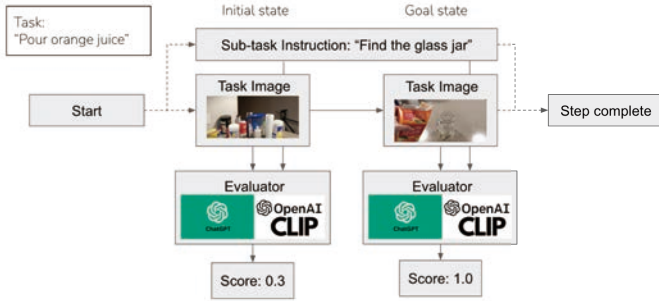 Task:
"Pour orange juice"
Initial state
Goal state
Sub-task Instruction: "Find the glass jar"
Task Image
Task Image
Start
Step complete
Evaluator
ChatGPT
OpenAI
CLIP
Evaluator
ChatGPT
OpenAI
CLIP
Score: 0.3
Score: 1.0